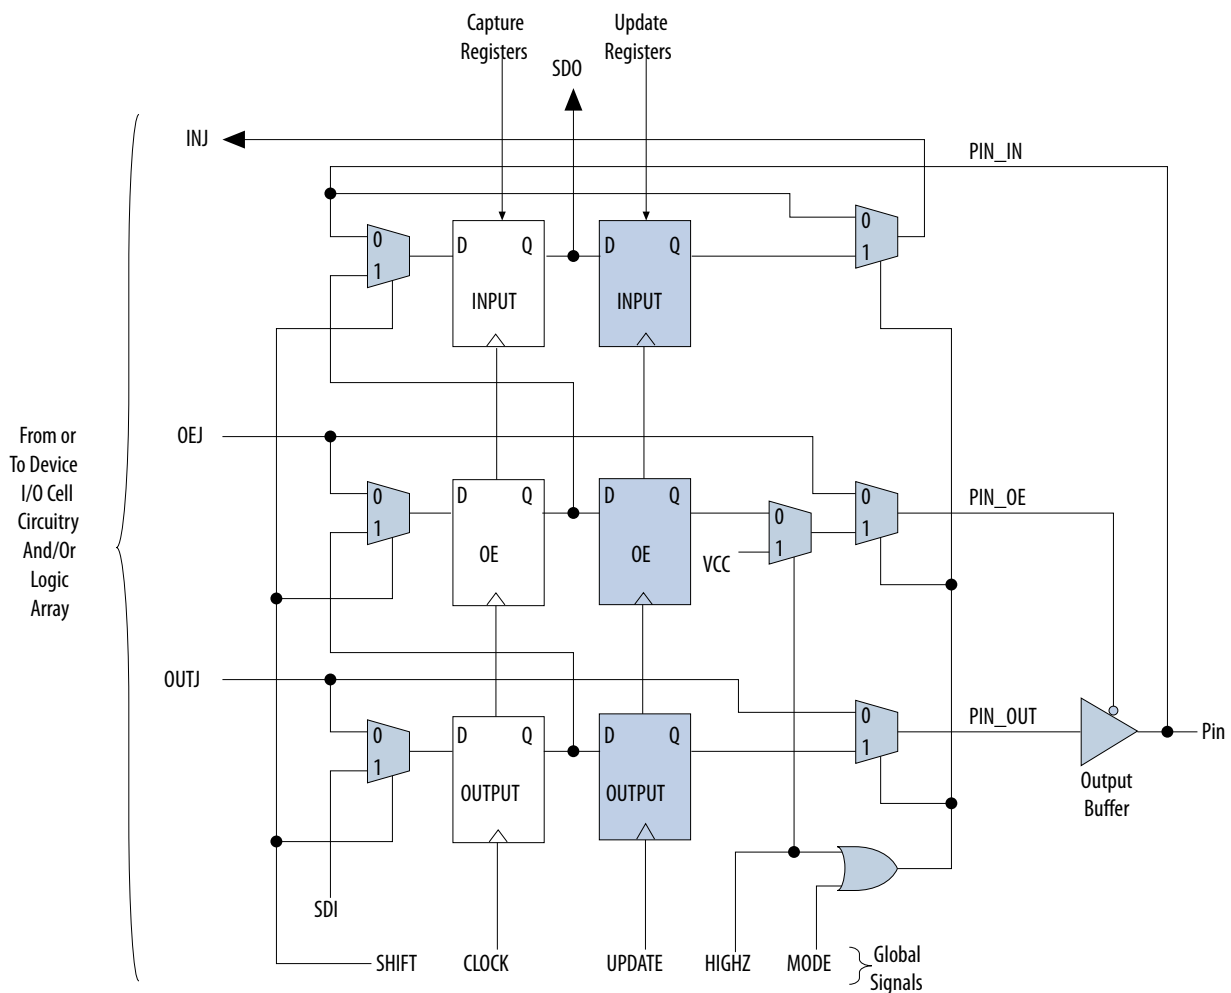 Capture
Registers
Update
Registers
SDO
INJ
PIN_IN
0
1
D Q
INPUT
D Q
INPUT
0
1
From or
To Device
I/O Cell
Circuitry
And/Or
Logic
Array
OEJ
0
1
D Q
OE
D Q
OE
0
1
VCC
0
1
PIN_OE
OUTJ
0
1
D Q
OUTPUT
D Q
OUTPUT
0
1
PIN_OUT
Pin
Output
Buffer
SDI
SHIFT
CLOCK
UPDATE
HIGHZ
MODE
Global
Signals